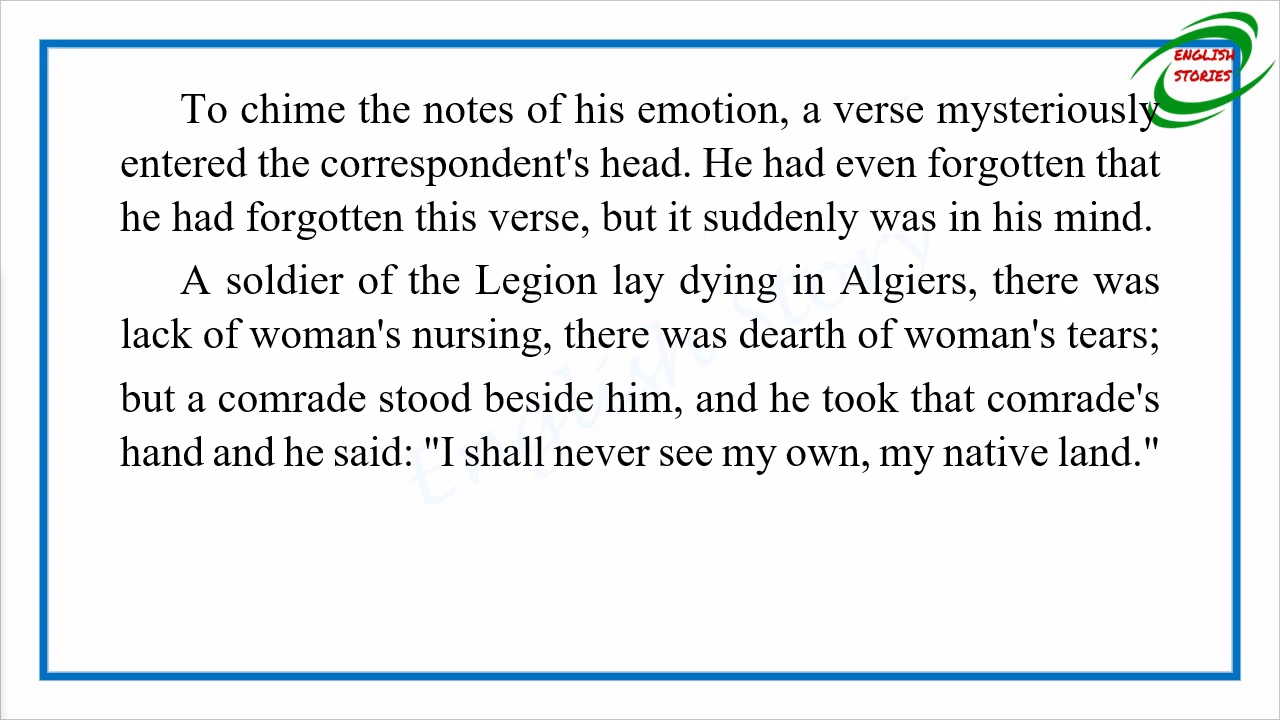 ENGLISH
STORIES
To chime the notes of his emotion, a verse mysteriously
entered the correspondent's head. He had even forgotten that
he had forgotten this verse, but it suddenly was in his mind.
A soldier of the Legion lay dying in Algiers, there was
lack of woman's nursing, there was dearth of woman's tears;
but a comrade stood beside him, and he took that comrade's
hand and he said: "I shall never see my own, my native land."
English Story